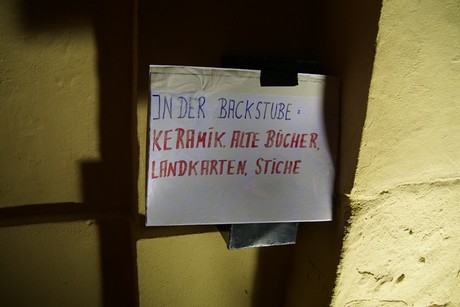 IN DER BACKSTUBE:
KERAMIK. ALTE BÜCHER,
LANDKARTEN, STICHE